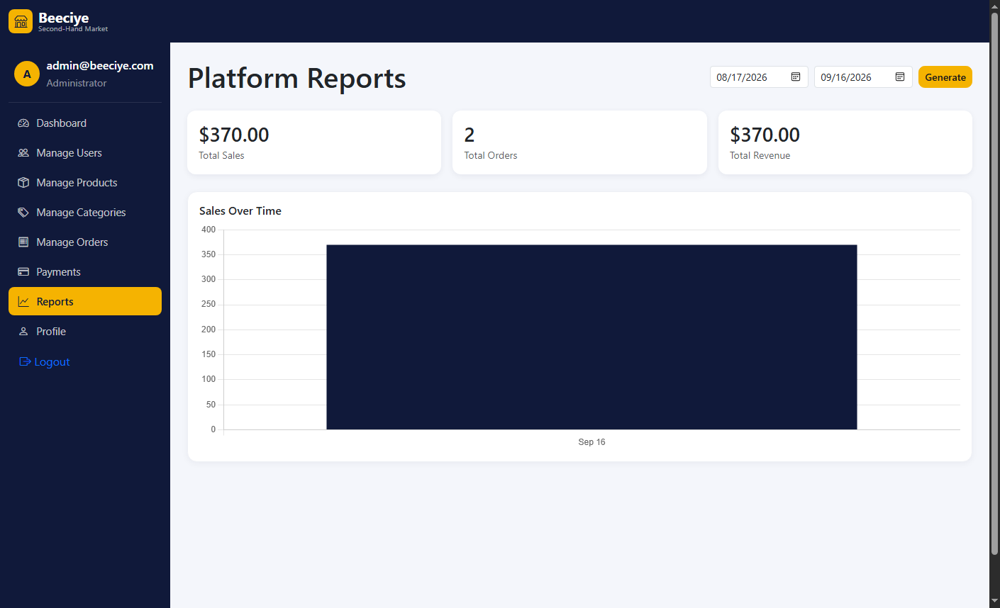 Beeciye
Second-Hand Market
A
admin@beeciye.com
Administrator
Dashboard
Manage Users
Manage Products
Manage Categories
Manage Orders
Payments
Reports
Profile
Logout
Platform Reports
08/17/2026
09/16/2026
Generate
$370.00
Total Sales
2
Total Orders
$370.00
Total Revenue
Sales Over Time
400
350
300
250
200
150
100
50
0
Sep 16